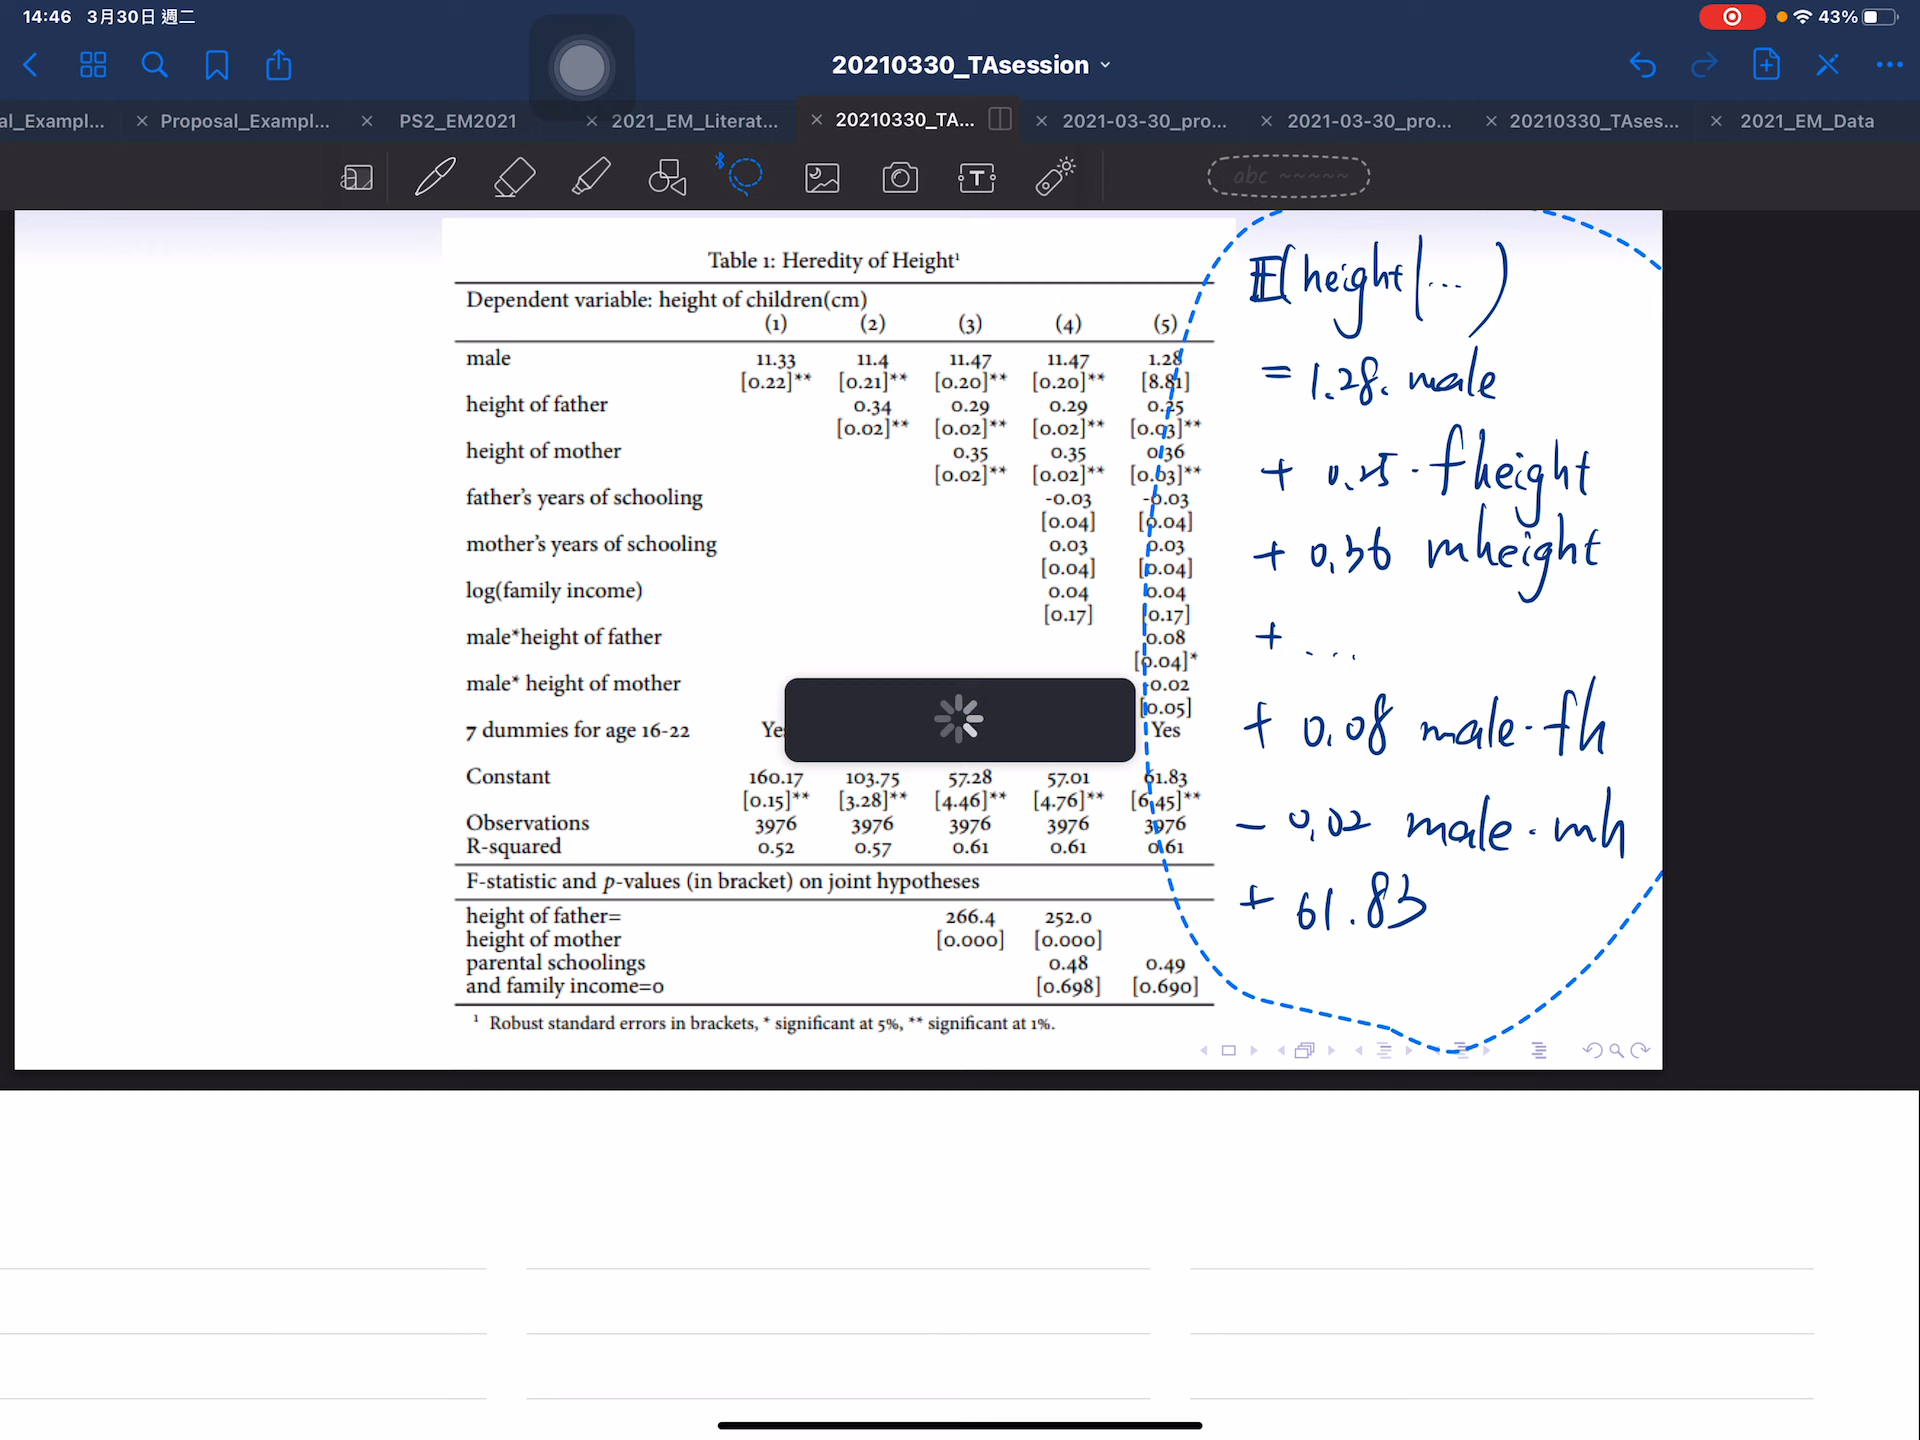 14:46 3月30日 週二
43%
20210330_TAsession
al_Exampl...
Proposal_Exampl...
PS2_EM2021
2021_EM_Literat...
20210330_TA...
2021-03-30_pro...
2021-03-30_pro...
20210330_TAses...
2021_EM_Data
T
abc ~~~~~
Table 1: Heredity of Height¹
Dependent variable: height of children(cm)
(1) (2) (3) (4) (5)
male 11.33 11.4 11.47 11.47 1.28
[0.22]** [0.21]** [0.20]** [0.20]** [8.81]
height of father 0.34 0.29 0.29 0.25
[0.02]** [0.02]** [0.02]** [0.03]**
height of mother 0.35 0.35 0.36
[0.02]** [0.02]** [0.03]**
father's years of schooling -0.03 -0.03
[0.04] [0.04]
mother's years of schooling 0.03 0.03
[0.04] [0.04]
log(family income) 0.04 0.04
[0.17] [0.17]
male*height of father 0.08
[0.04]*
male* height of mother -0.02
[0.05]
7 dummies for age 16-22 Yes Yes
Constant 160.17 103.75 57.28 57.01 61.83
[0.15]** [3.28]** [4.46]** [4.76]** [6.45]**
Observations 3976 3976 3976 3976 3976
R-squared 0.52 0.57 0.61 0.61 0.61
F-statistic and p-values (in bracket) on joint hypotheses
height of father= 266.4 252.0
height of mother [0.000] [0.000]
parental schoolings 0.48 0.49
and family income=0 [0.698] [0.690]
¹ Robust standard errors in brackets, * significant at 5%, ** significant at 1%.
𝔼(height|...)
= 1.28. male
+ 0.25 · fheight
+ 0.36 mheight
+ ...
+ 0.08 male·fh
- 0.02 male·mh
+ 61.83